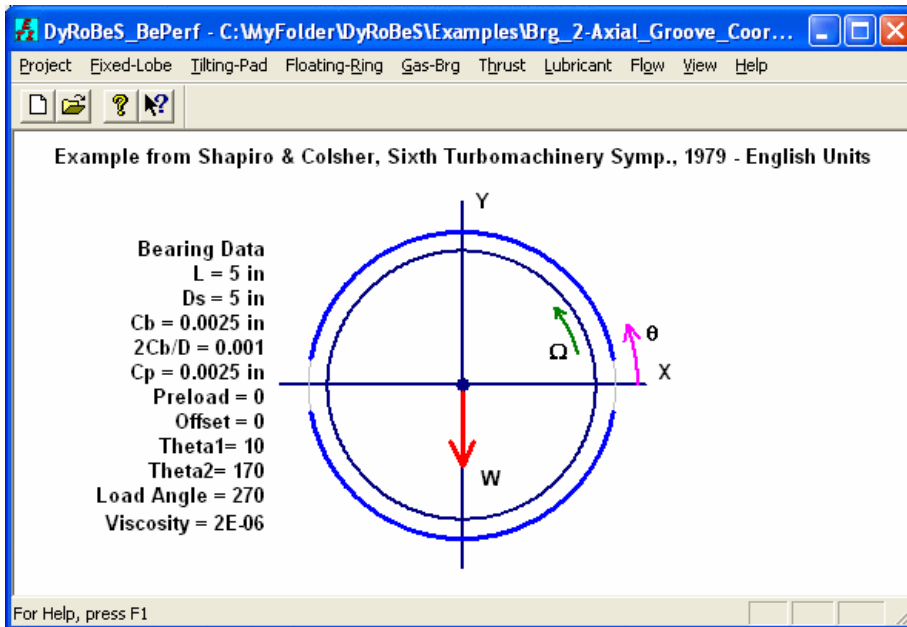 DyRoBeS_BePerf - C:\MyFolder\DyRoBeS\Examples\Brg_2-Axial_Groove_Coor...
Project Fixed-Lobe Tilting-Pad Floating-Ring Gas-Brg Thrust Lubricant Flow View Help
Example from Shapiro & Colsher, Sixth Turbomachinery Symp., 1979 - English Units
Y
Bearing Data
L = 5 in
Ds = 5 in
Cb = 0.0025 in
2Cb/D = 0.001
Cp = 0.0025 in
Preload = 0
Offset = 0
Theta1= 10
Theta2= 170
Load Angle = 270
Viscosity = 2E-06
Ω
θ
X
W
For Help, press F1